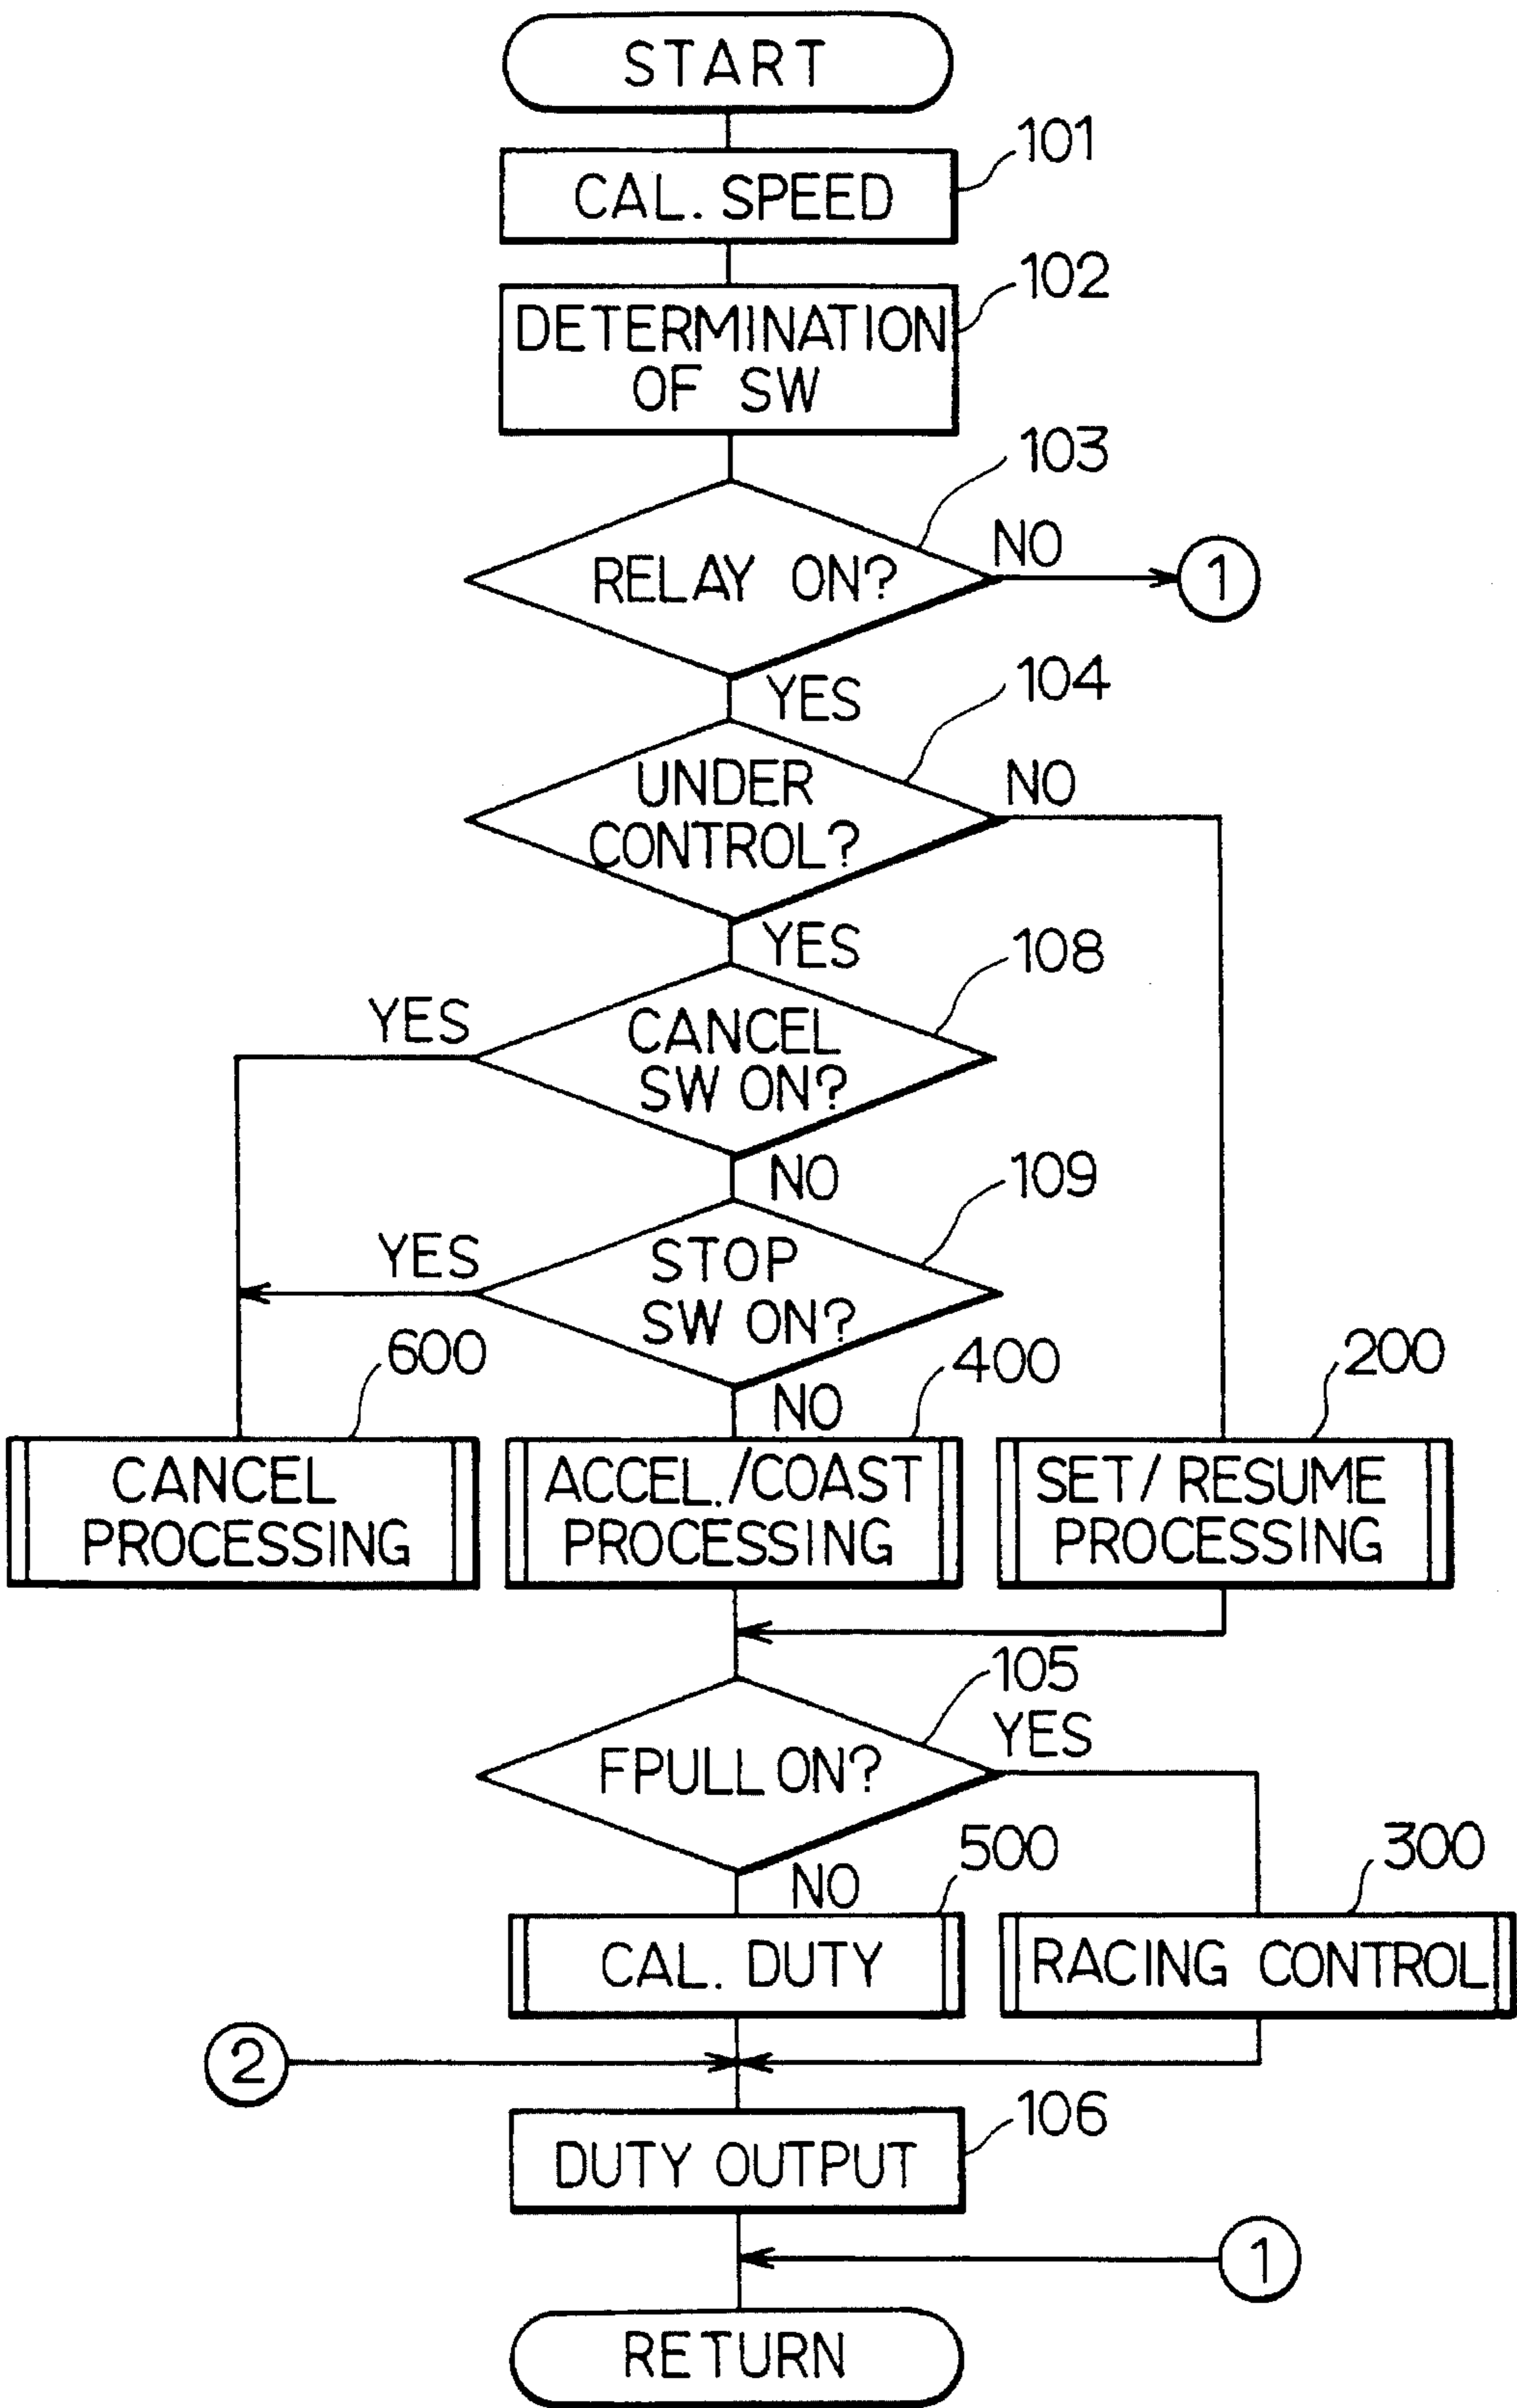 START
101
CAL. SPEED
102
DETERMINATION
OF SW
103
RELAY ON?
NO
1
YES
104
UNDER
CONTROL?
NO
YES
108
YES
CANCEL
SW ON?
NO
109
YES
STOP
SW ON?
600
NO
400
200
CANCEL
PROCESSING
ACCEL./COAST
PROCESSING
SET/RESUME
PROCESSING
105
FPULL ON?
YES
NO
500
300
CAL. DUTY
RACING CONTROL
2
106
DUTY OUTPUT
1
RETURN